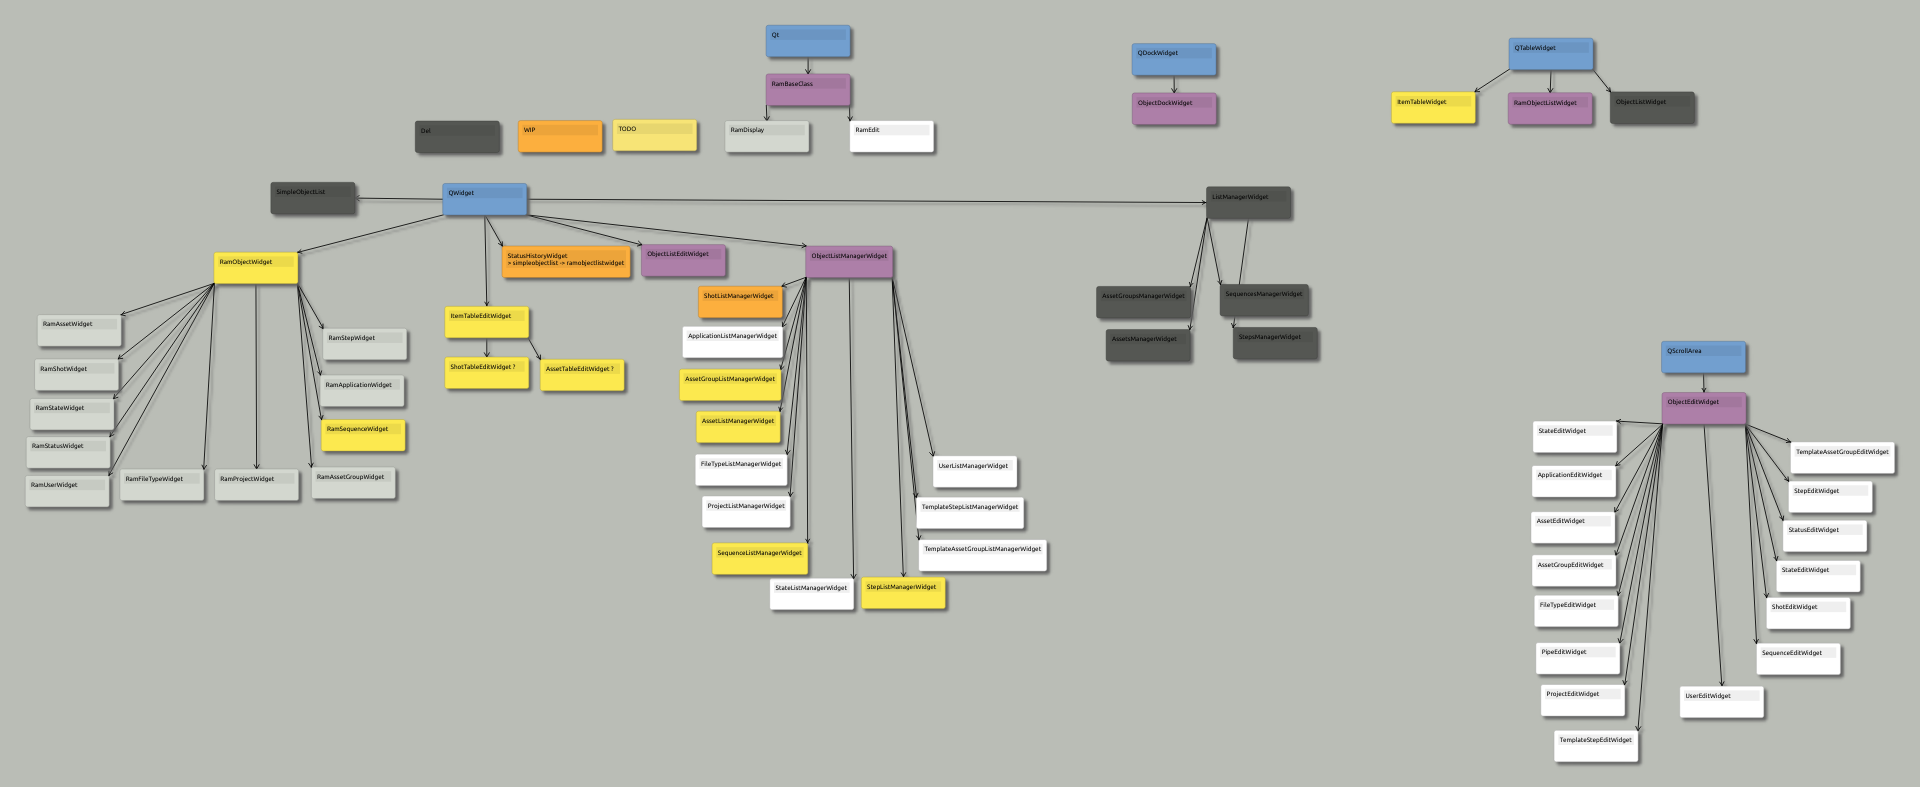 Qt
QDockWidget
QTableWidget
RamBaseClass
ObjectDockWidget
ItemTableWidget
RamObjectListWidget
ObjectListWidget
Del
WIP
TODO
RamDisplay
RamEdit
SimpleObjectList
QWidget
ListManagerWidget
RamObjectWidget
StatusHistoryWidget
> simpleobjectlist -> ramobjectlistwidget
ObjectListEditWidget
ObjectListManagerWidget
ShotListManagerWidget
AssetGroupsManagerWidget
SequencesManagerWidget
RamAssetWidget
ItemTableEditWidget
RamStepWidget
ApplicationListManagerWidget
AssetsManagerWidget
StepsManagerWidget
QScrollArea
RamShotWidget
ShotTableEditWidget ?
AssetTableEditWidget ?
RamApplicationWidget
AssetGroupListManagerWidget
ObjectEditWidget
RamStateWidget
RamSequenceWidget
AssetListManagerWidget
StateEditWidget
RamStatusWidget
TemplateAssetGroupEditWidget
FileTypeListManagerWidget
UserListManagerWidget
ApplicationEditWidget
RamUserWidget
RamFileTypeWidget
RamProjectWidget
RamAssetGroupWidget
StepEditWidget
ProjectListManagerWidget
TemplateStepListManagerWidget
AssetEditWidget
StatusEditWidget
SequenceListManagerWidget
TemplateAssetGroupListManagerWidget
AssetGroupEditWidget
StateEditWidget
StateListManagerWidget
StepListManagerWidget
FileTypeEditWidget
ShotEditWidget
PipeEditWidget
SequenceEditWidget
ProjectEditWidget
UserEditWidget
TemplateStepEditWidget